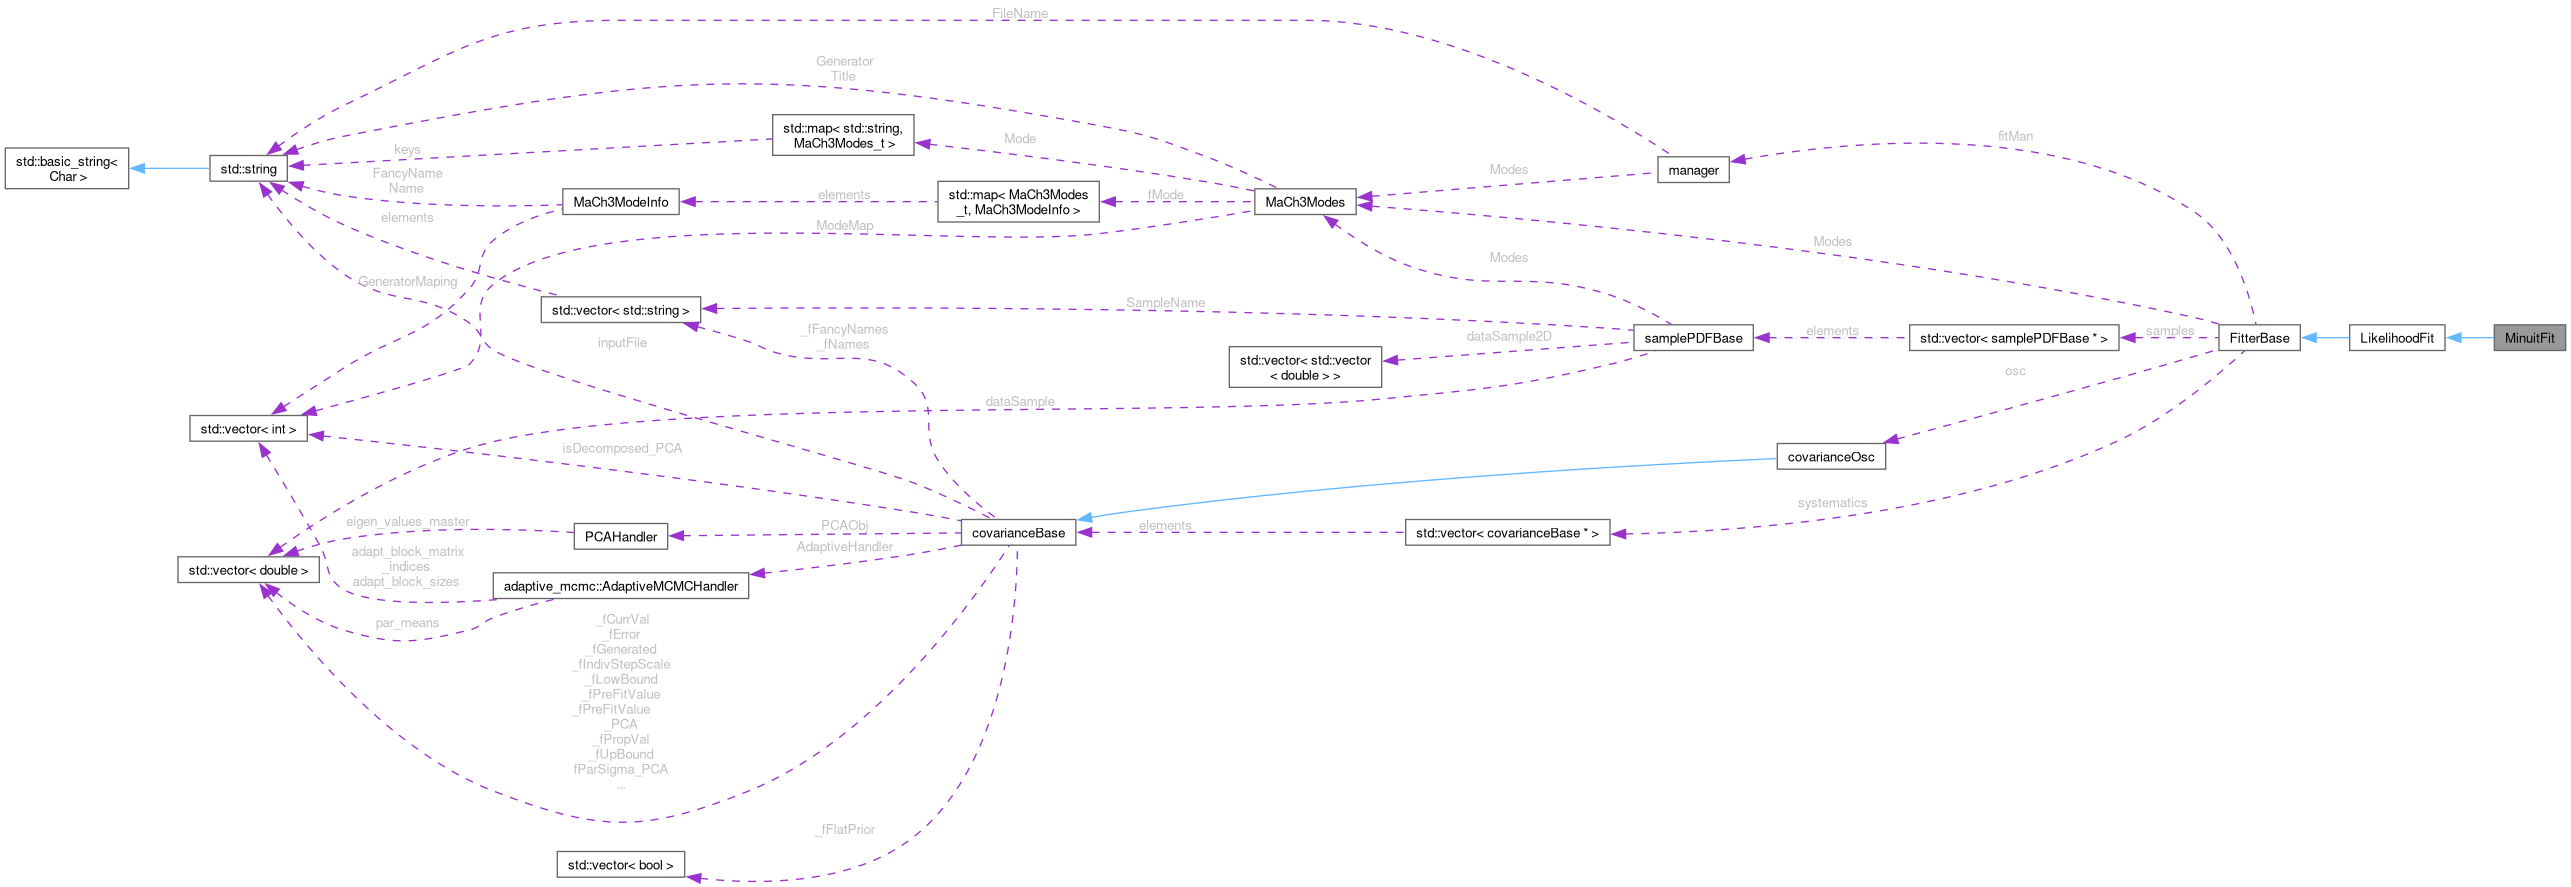 FileName
Generator
Title
std::map< std::string,
MaCh3Modes_t >
Mode
fitMan
std::basic_string<
Char >
std::string
keys
manager
Modes
FancyName
Name
MaCh3ModeInfo
elements
std::map< MaCh3Modes
_t, MaCh3ModeInfo >
fMode
MaCh3Modes
elements
ModeMap
Modes
Modes
GeneratorMaping
std::vector< std::string >
SampleName
inputFile
_fFancyNames
_fNames
dataSample2D
samplePDFBase
elements
std::vector< samplePDFBase * >
samples
FitterBase
LikelihoodFit
MinuitFit
std::vector< std::vector
< double > >
osc
dataSample
std::vector< int >
isDecomposed_PCA
covarianceOsc
systematics
eigen_values_master
PCAHandler
PCAObj
covarianceBase
elements
std::vector< covarianceBase * >
AdaptiveHandler
adapt_block_matrix
_indices
adapt_block_sizes
std::vector< double >
adaptive_mcmc::AdaptiveMCMCHandler
par_means
_fCurrVal
_fError
_fGenerated
_fIndivStepScale
_fLowBound
_fPreFitValue
_fPreFitValue
_PCA
_fPropVal
_fUpBound
fParSigma_PCA
...
_fFlatPrior
std::vector< bool >